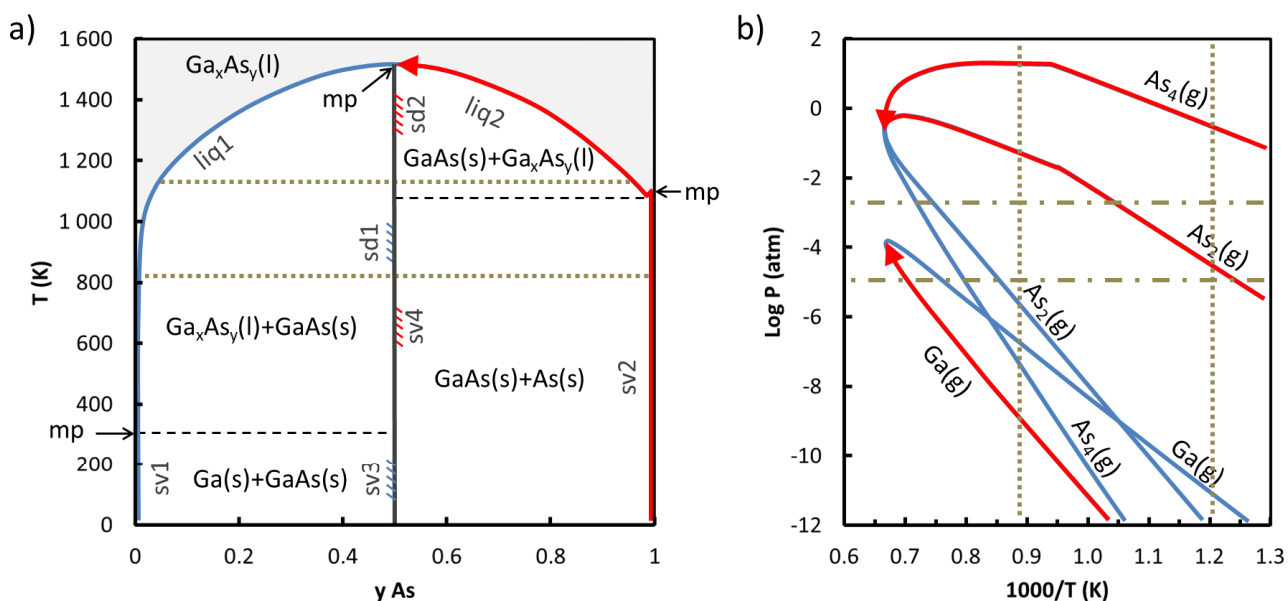 a)
1 600
1 400
1 200
1 000
800
600
400
200
0
T (K)
0
0.2
0.4
0.6
0.8
1
y As
GaxAsy(l)
mp
liq1
sd2
liq2
GaAs(s)+GaxAsy(l)
mp
sd1
GaxAsy(l)+GaAs(s)
sv4
GaAs(s)+As(s)
sv2
mp
sv1
Ga(s)+GaAs(s)
sv3
b)
2
0
-2
-4
-6
-8
-10
-12
Log P (atm)
0.6
0.7
0.8
0.9
1.0
1.1
1.2
1.3
1000/T (K)
As4(g)
As2(g)
As2(g)
Ga(g)
As4(g)
Ga(g)